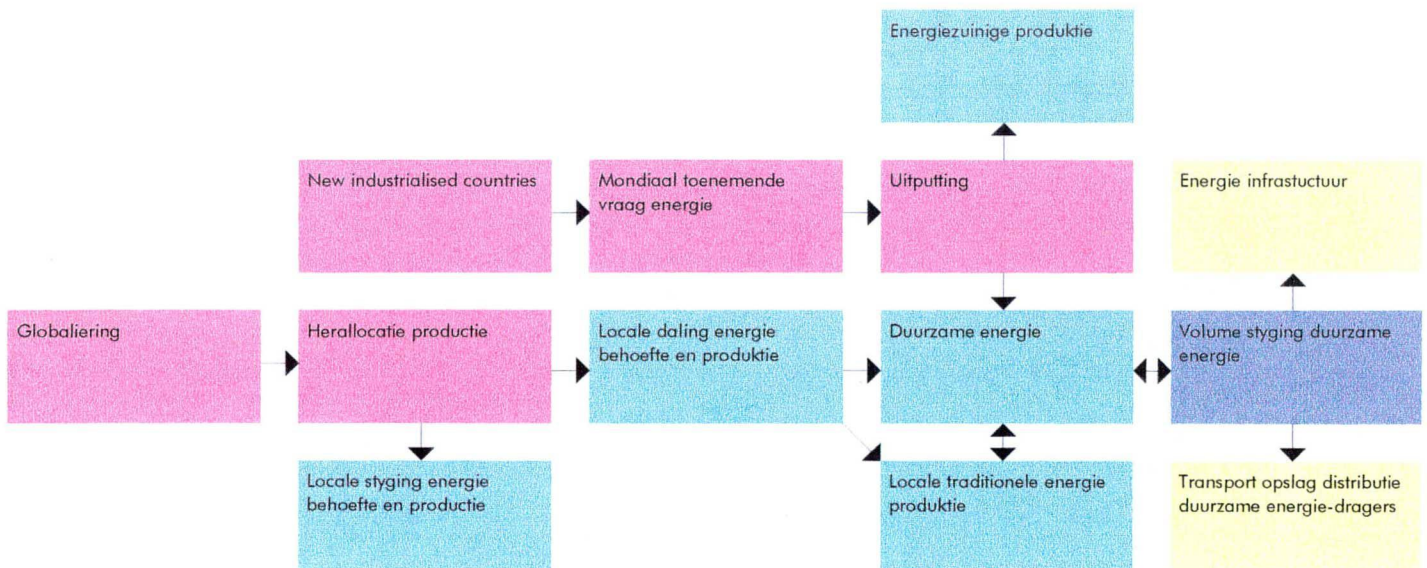 Energiezuinige produktie
New industrialised countries
Mondiaal toenemende
vraag energie
Uitputting
Energie infrastuctuur
Globaliering
Herallocatie productie
Locale daling energie
behoefte en produktie
Duurzame energie
Volume styging duurzame
energie
Locale styging energie
behoefte en productie
Locale traditionele energie
produktie
Transport opslag distributie
duurzame energie-dragers